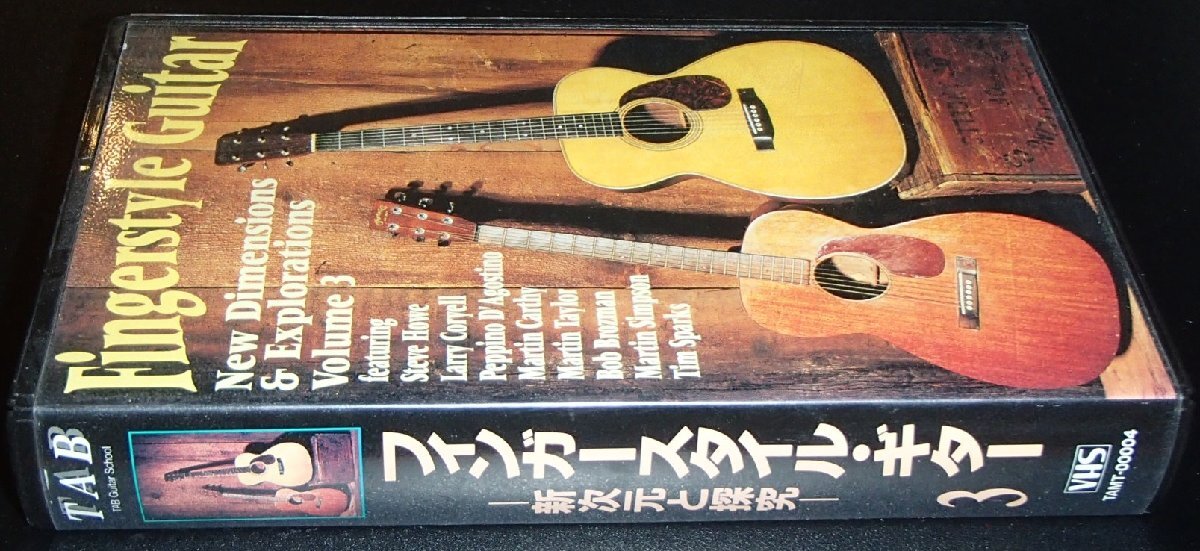 Fingerstyle Guitar
New Dimensions
& Explorations
Volume 3
featuring
Steve Howe
Larry Coryell
Peppino D'Agostino
Martin Carthy
Martin Taylor
Bob Brozman
Martin Simpson
Tim Sparks
TAB
TAB Guitar School
フィンガースタイル・ギター
―新次元と探究―
3
VHS
TAMT-00004